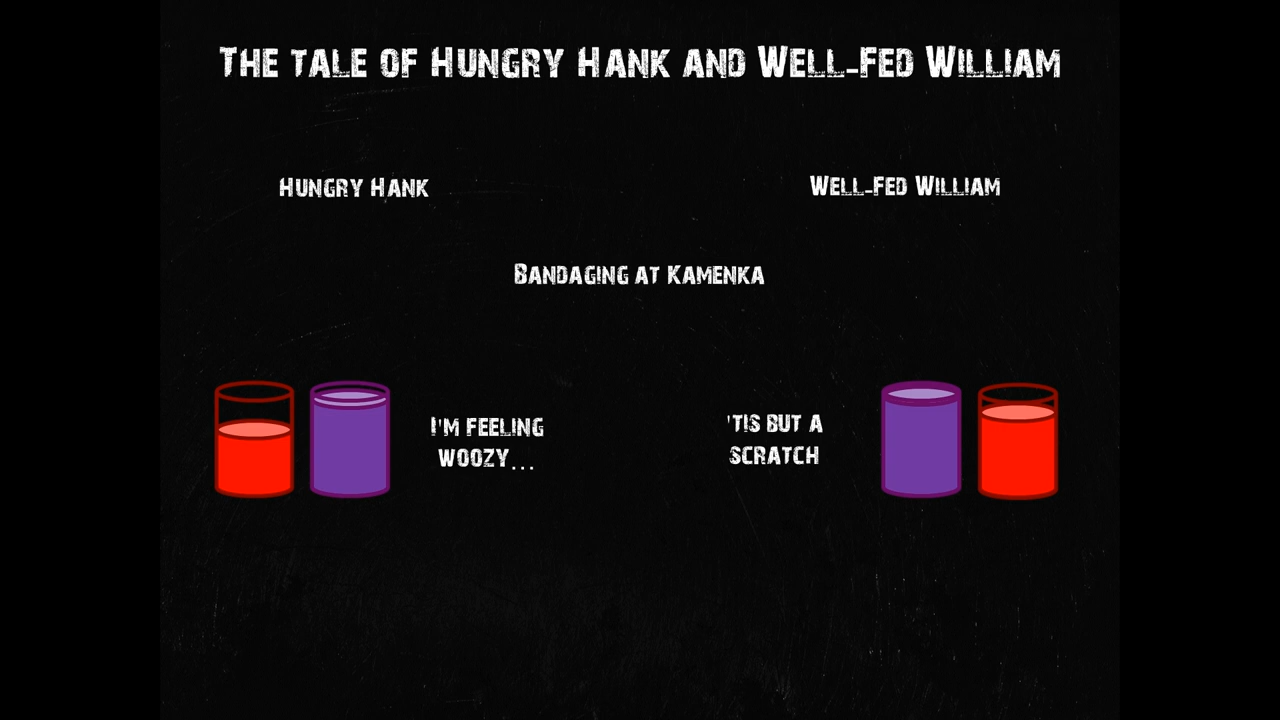 The tale of Hungry Hank and Well-Fed William
Hungry Hank
Well-Fed William
Bandaging at Kamenka
I'm feeling
woozy...
'Tis but a
scratch